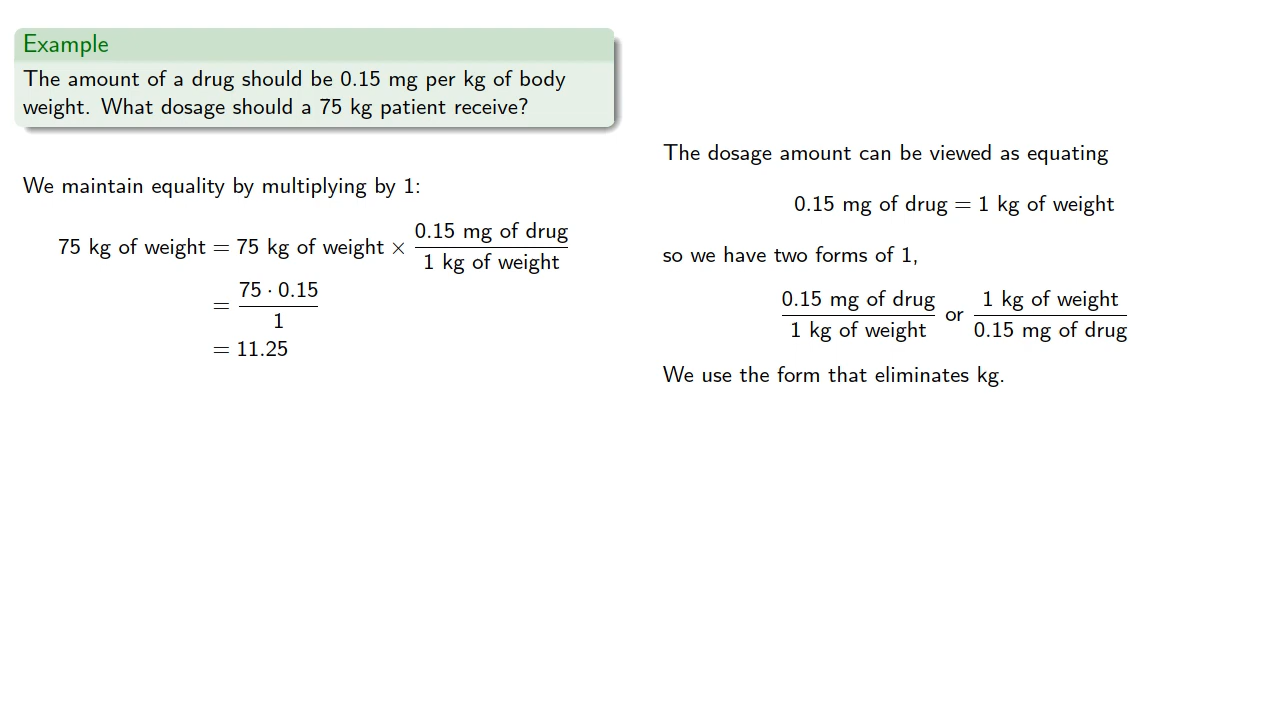 Example
The amount of a drug should be 0.15 mg per kg of body
weight. What dosage should a 75 kg patient receive?
We maintain equality by multiplying by 1:
75 kg of weight = 75 kg of weight × 0.15 mg of drug / 1 kg of weight
= 75 · 0.15 / 1
= 11.25
The dosage amount can be viewed as equating
0.15 mg of drug = 1 kg of weight
so we have two forms of 1,
0.15 mg of drug / 1 kg of weight or 1 kg of weight / 0.15 mg of drug
We use the form that eliminates kg.